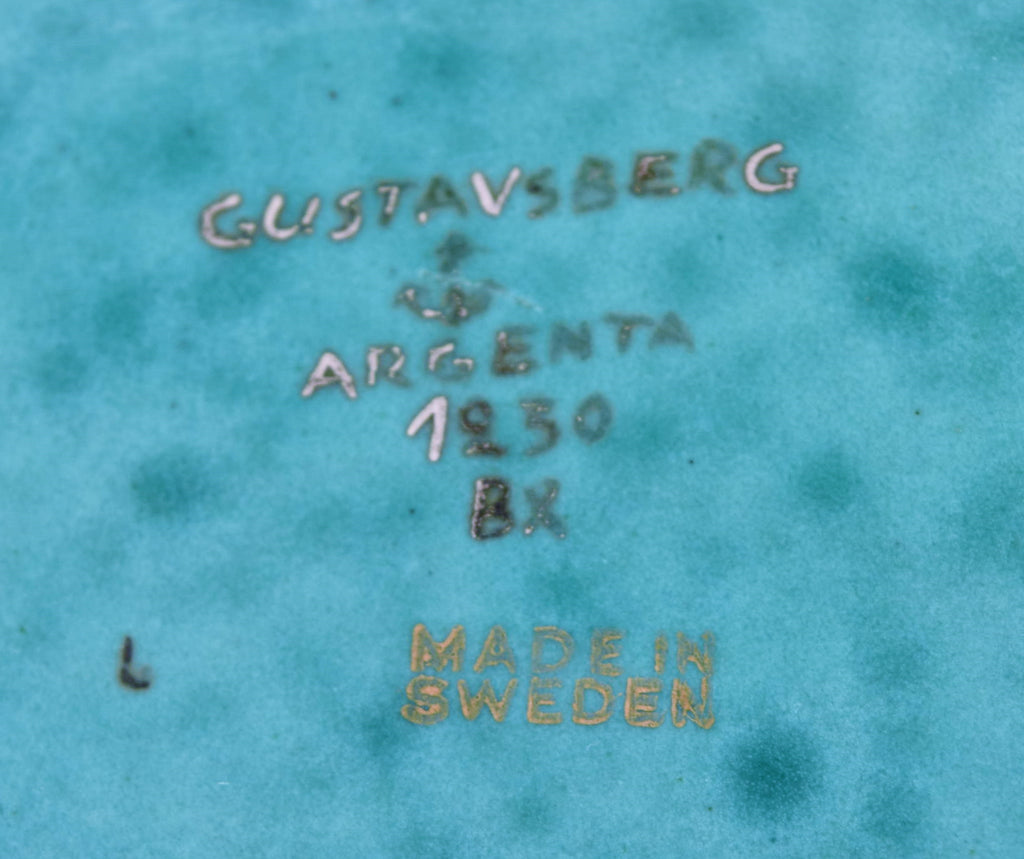 GUSTAVSBERG
ARGENTA
1230
BX
L
MADE IN
SWEDEN